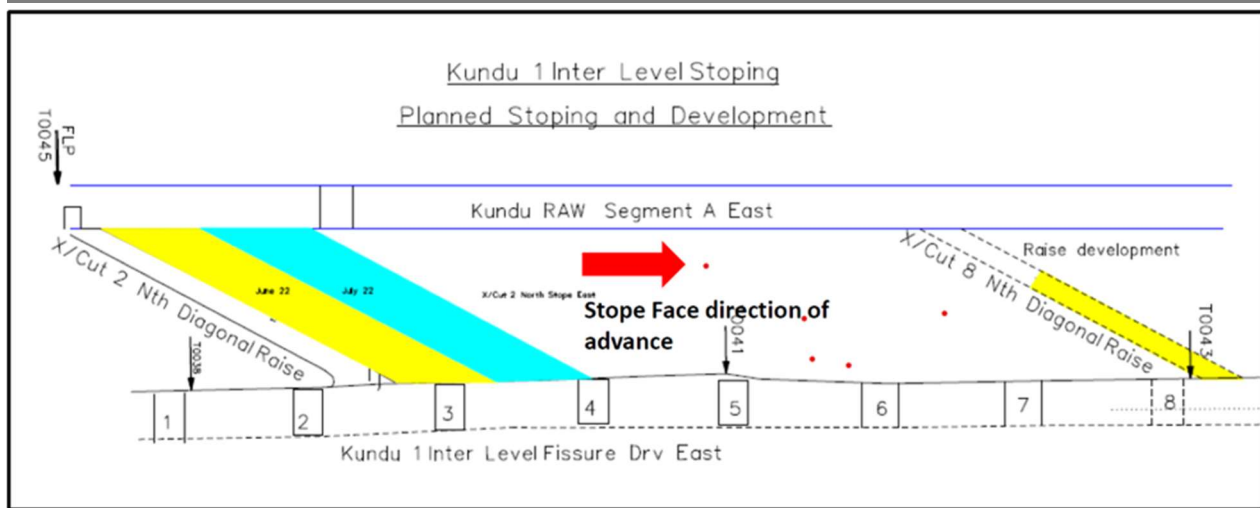 Kundu 1 Inter Level Stoping
Planned Stoping and Development
FLP
T0045
Kundu RAW Segment A East
X/Cut 2 Nth Diagonal Raise
June 22
July 22
X/Cut 2 North Stope East
Stope Face direction of
advance
X/Cut 8 Nth Diagonal Raise
Raise development
T0038
0041
T0043
1
2
3
4
5
6
7
8
Kundu 1 Inter Level Fissure Drv East